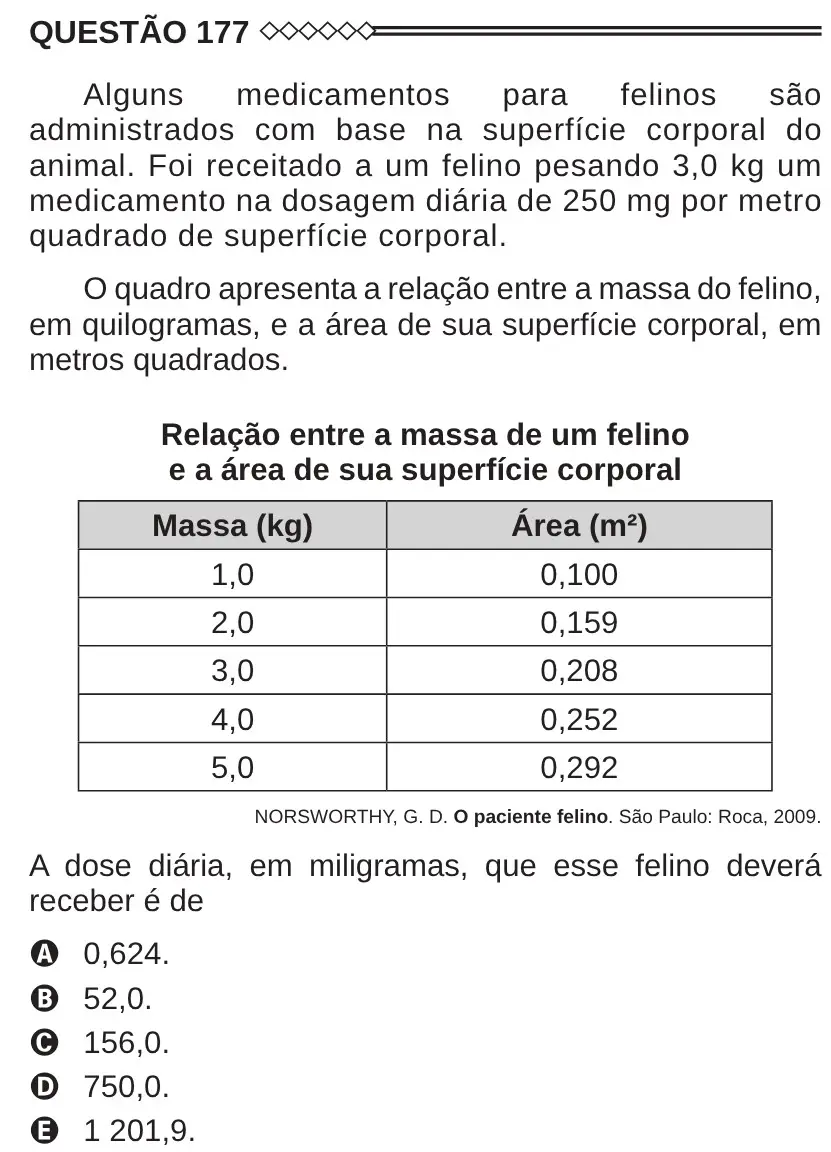 QUESTÃO 177
Alguns medicamentos para felinos são
administrados com base na superfície corporal do
animal. Foi receitado a um felino pesando 3,0 kg um
medicamento na dosagem diária de 250 mg por metro
quadrado de superfície corporal.
O quadro apresenta a relação entre a massa do felino,
em quilogramas, e a área de sua superfície corporal, em
metros quadrados.
Relação entre a massa de um felino
e a área de sua superfície corporal
Massa (kg) Área (m²)
1,0 0,100
2,0 0,159
3,0 0,208
4,0 0,252
5,0 0,292
NORSWORTHY, G. D. O paciente felino. São Paulo: Roca, 2009.
A dose diária, em miligramas, que esse felino deverá
receber é de
A 0,624.
B 52,0.
C 156,0.
D 750,0.
E 1 201,9.